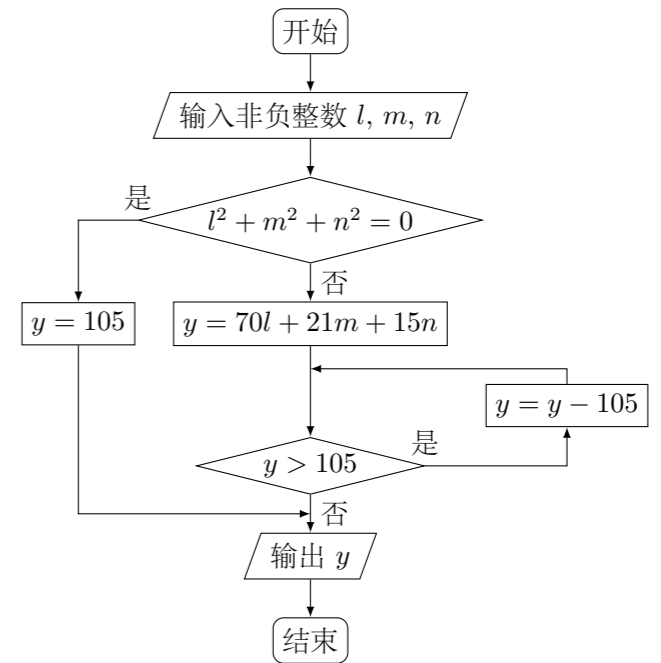 开始
输入非负整数 l, m, n
是
l² + m² + n² = 0
否
y = 105
y = 70l + 21m + 15n
y = y − 105
是
y > 105
否
输出 y
结束